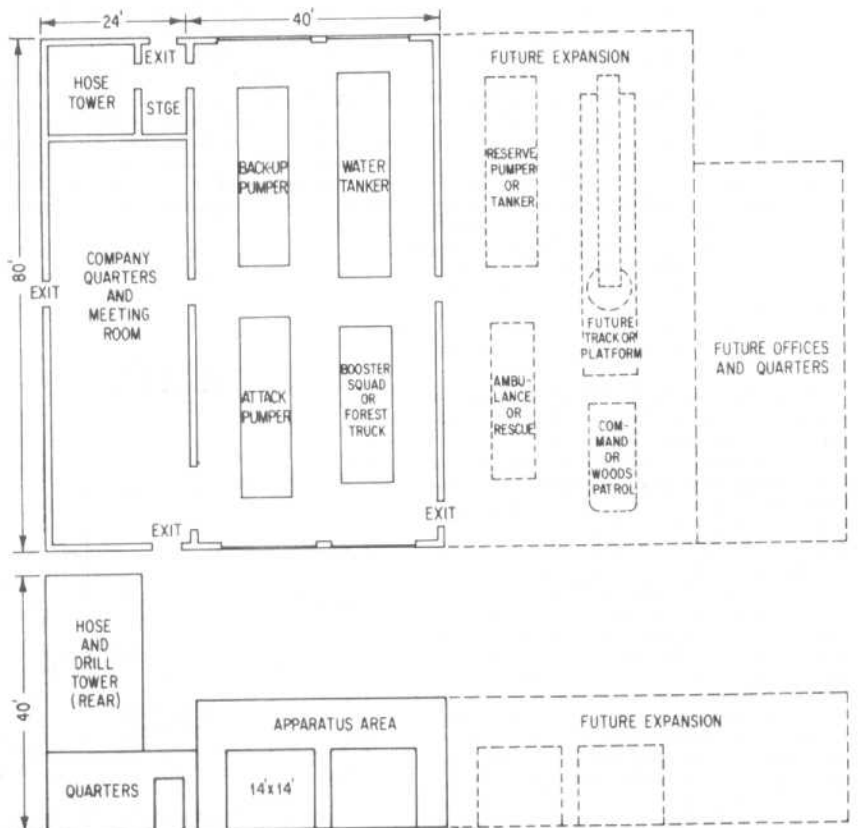 24'
40'
80'
EXIT
HOSE
TOWER
STGE
FUTURE EXPANSION
BACK-UP
PUMPER
WATER
TANKER
RESERVE
PUMPER
OR
TANKER
COMPANY
QUARTERS
AND
MEETING
ROOM
EXIT
FUTURE
TRACK OR
PLATFORM
FUTURE OFFICES
AND QUARTERS
ATTACK
PUMPER
BOOSTER
SQUAD
OR
FOREST
TRUCK
AMBU-
LANCE
OR
RESCUE
COM-
MAND
OR
WOODS
PATROL
EXIT
EXIT
40'
HOSE
AND
DRILL
TOWER
(REAR)
APPARATUS AREA
FUTURE EXPANSION
QUARTERS
14'x14'